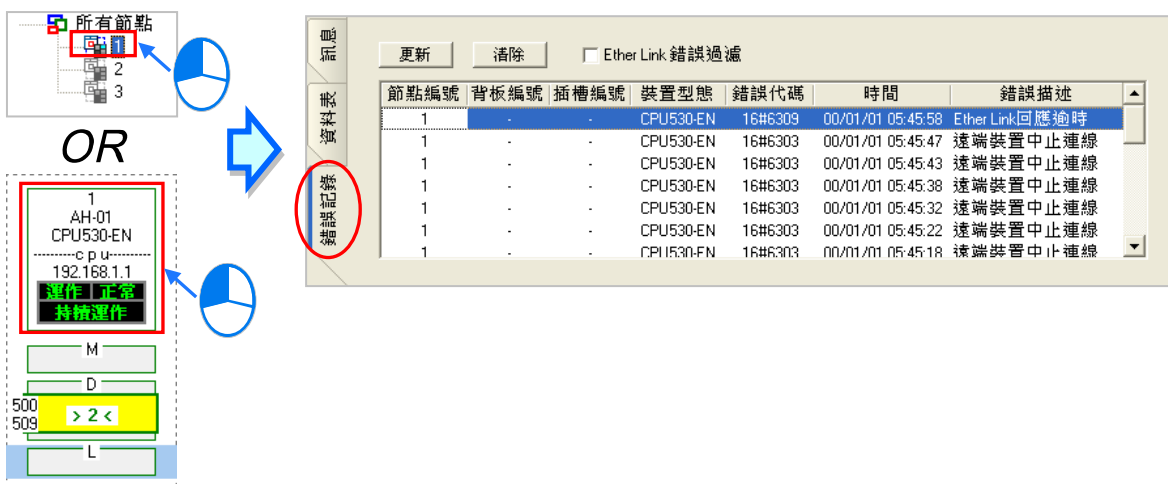 所有節點
1
2
3
OR
1
AH-01
CPU530-EN
--------c p u--------
192.168.1.1
運作 正常
持續運作
M
D
500
509
> 2 <
L
訊息
資料表
錯誤記錄
更新 清除 Ether Link 錯誤過濾
節點編號 背板編號 插槽編號 裝置型態 錯誤代碼 時間 錯誤描述
1 - - CPU530-EN 16#6309 00/01/01 05:45:58 Ether Link回應逾時
1 - - CPU530-EN 16#6303 00/01/01 05:45:47 遠端裝置中止連線
1 - - CPU530-EN 16#6303 00/01/01 05:45:43 遠端裝置中止連線
1 - - CPU530-EN 16#6303 00/01/01 05:45:38 遠端裝置中止連線
1 - - CPU530-EN 16#6303 00/01/01 05:45:32 遠端裝置中止連線
1 - - CPU530-EN 16#6303 00/01/01 05:45:22 遠端裝置中止連線
1 - - CPU530-EN 16#6303 00/01/01 05:45:18 遠端裝置中止連線